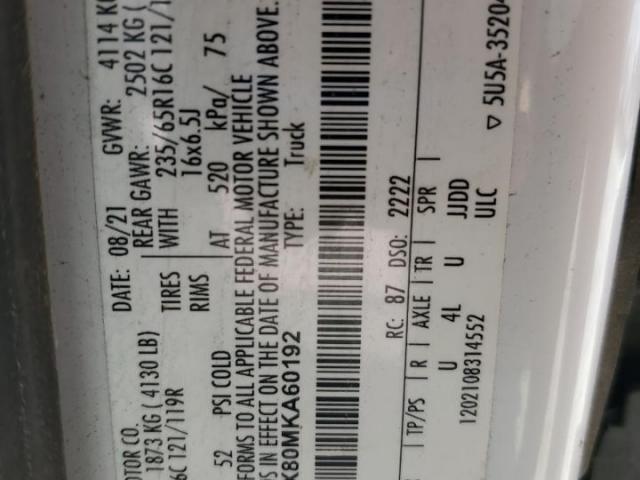 OTOR CO. DATE: 08/21 GVWR: 4114 KG
1873 KG ( 4130 LB) REAR GAWR: 2502 KG (
6C 121/119R TIRES WITH 235/65R16C 121/1
RIMS 16x6.5J
52 PSI COLD AT 520 kPa/ 75
FORMS TO ALL APPLICABLE FEDERAL MOTOR VEHICLE
S IN EFFECT ON THE DATE OF MANUFACTURE SHOWN ABOVE.
X80MKA60192 TYPE: Truck
RC: 87 DSO: 2222
TP/PS R AXLE TR SPR
U 4L U JJDD
1202108314552 ULC
▽ 5U5A-35204